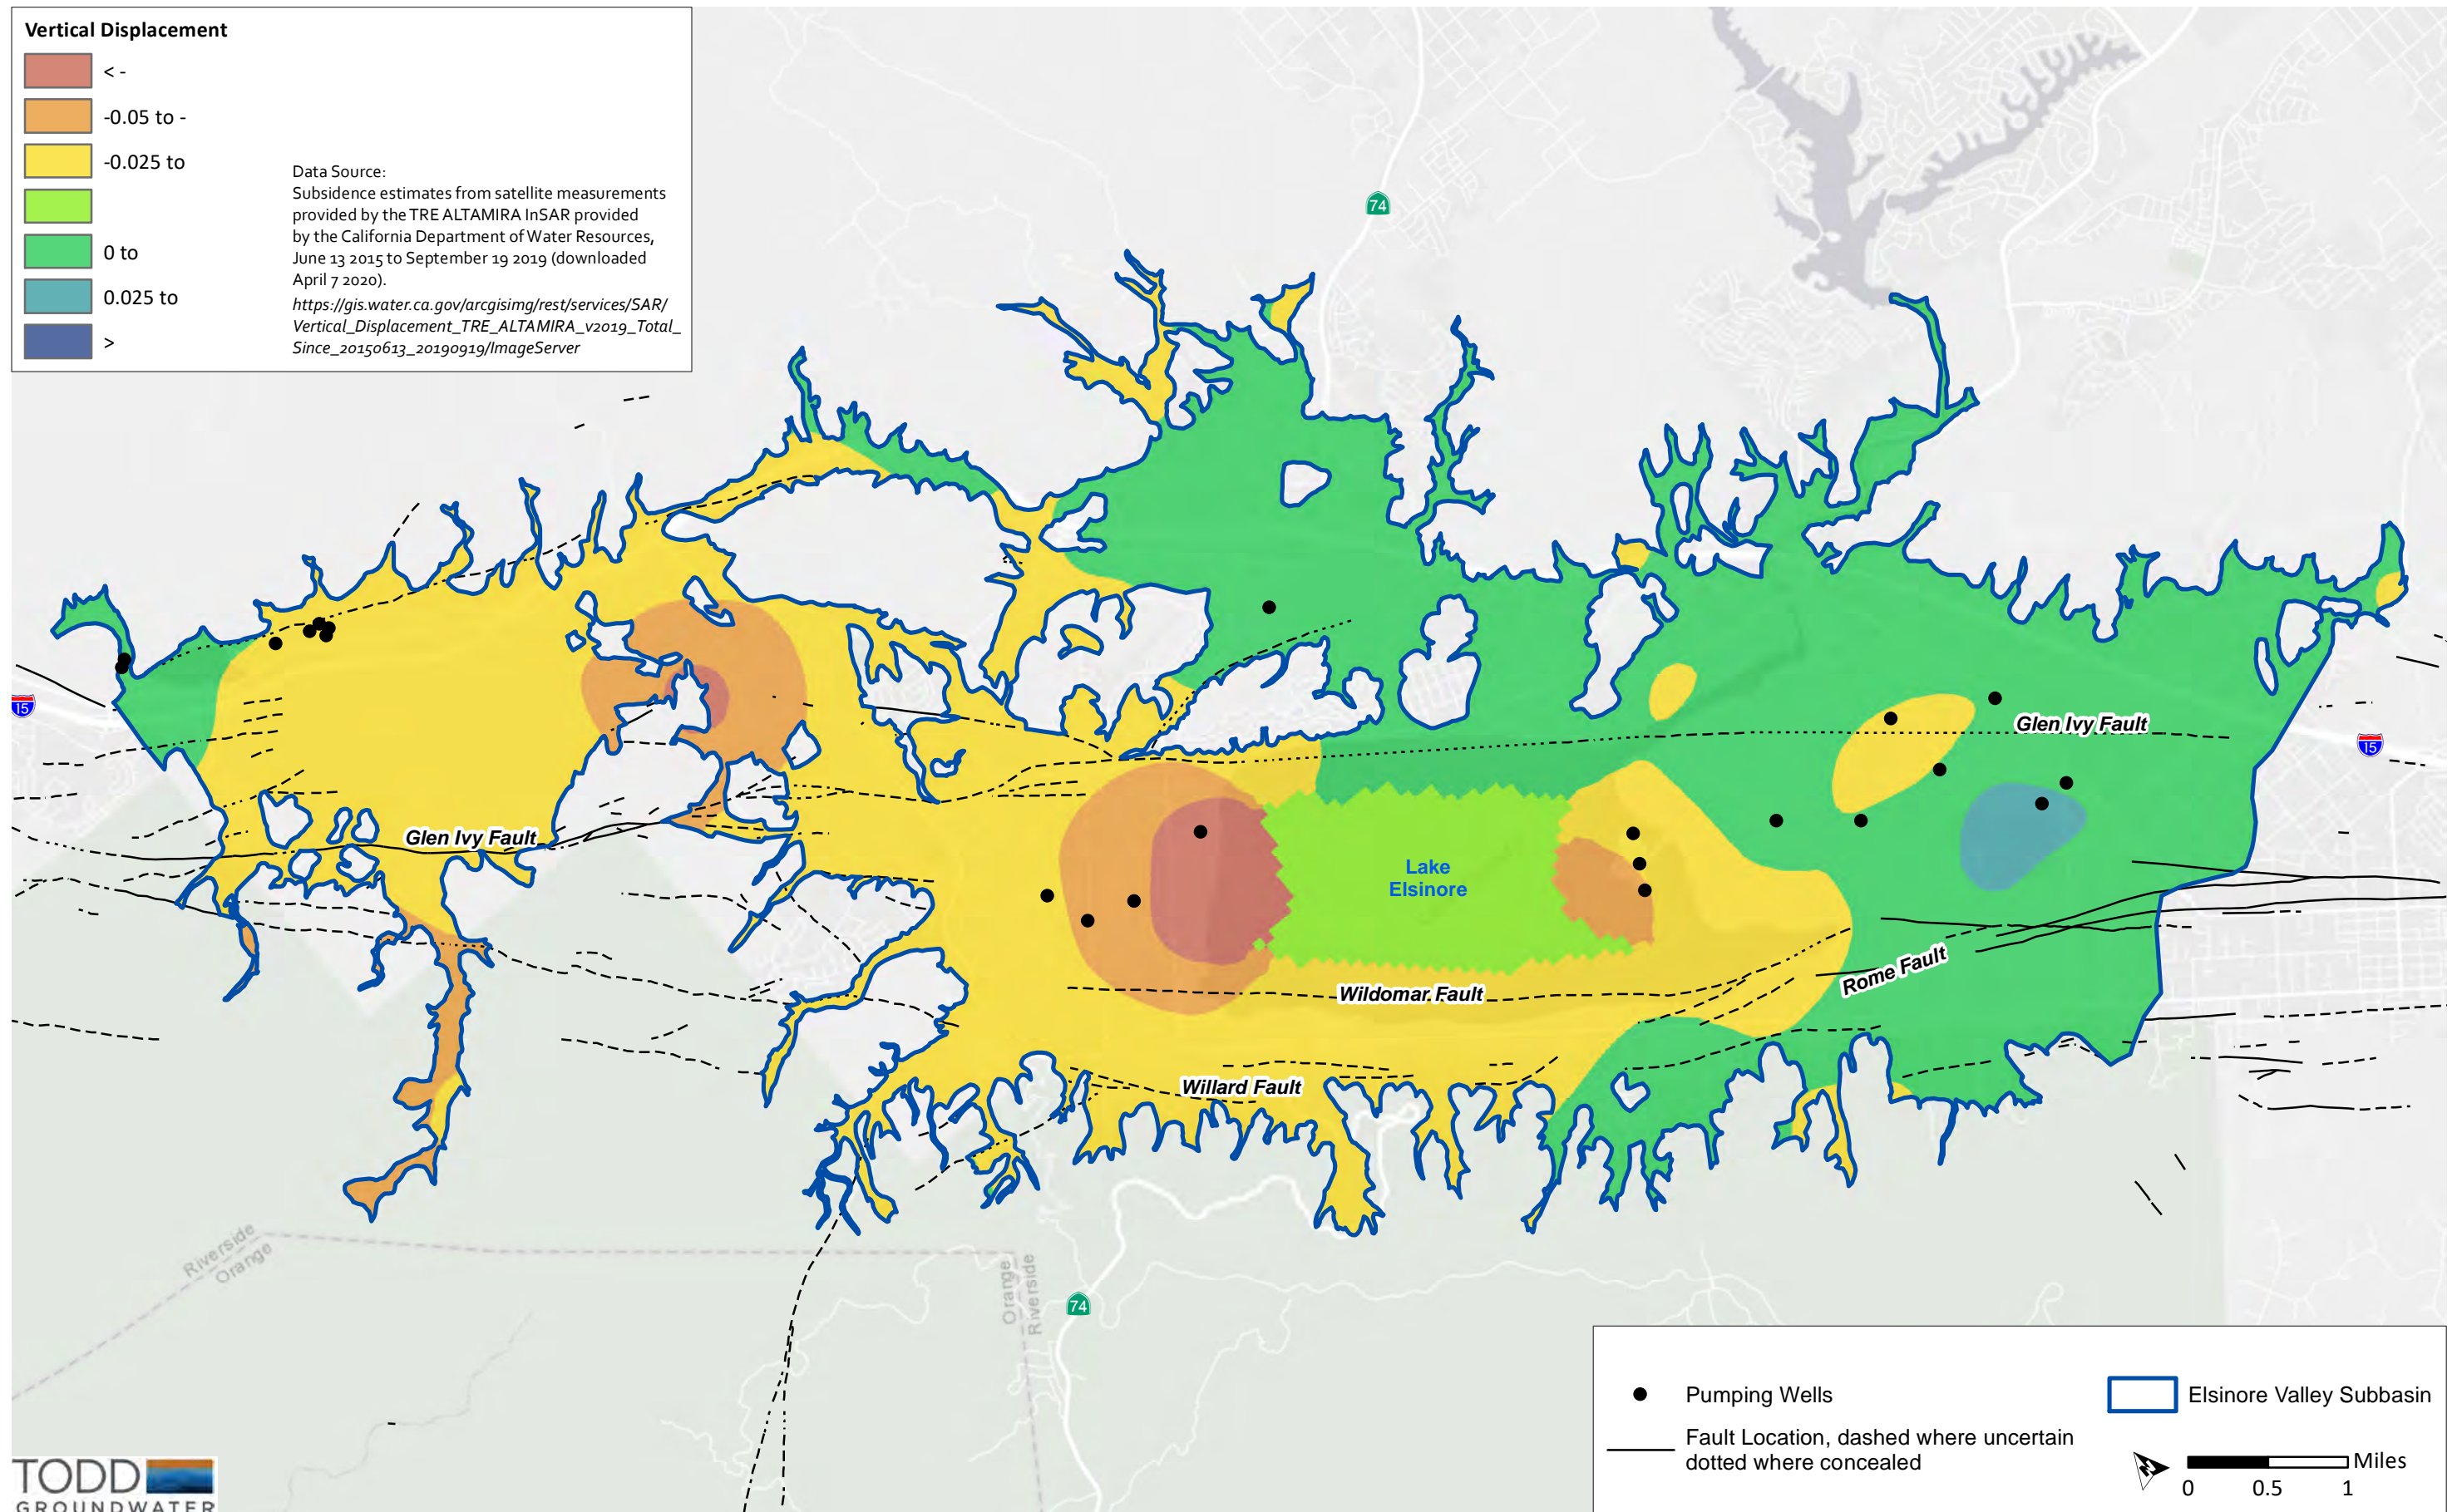 Vertical Displacement
< -
-0.05 to -
-0.025 to
0 to
0.025 to
>
Data Source:
Subsidence estimates from satellite measurements
provided by the TRE ALTAMIRA InSAR provided
by the California Department of Water Resources,
June 13 2015 to September 19 2019 (downloaded
April 7 2020).
https://gis.water.ca.gov/arcgisimg/rest/services/SAR/
Vertical_Displacement_TRE_ALTAMIRA_v2019_Total_
Since_20150613_20190919/ImageServer
74
15
Glen Ivy Fault
15
Glen Ivy Fault
Lake
Elsinore
Rome Fault
Wildomar Fault
Willard Fault
Riverside
Orange
Orange
Riverside
74
Pumping Wells
Fault Location, dashed where uncertain
dotted where concealed
Elsinore Valley Subbasin
N
Miles
0 0.5 1
TODD
GROUNDWATER